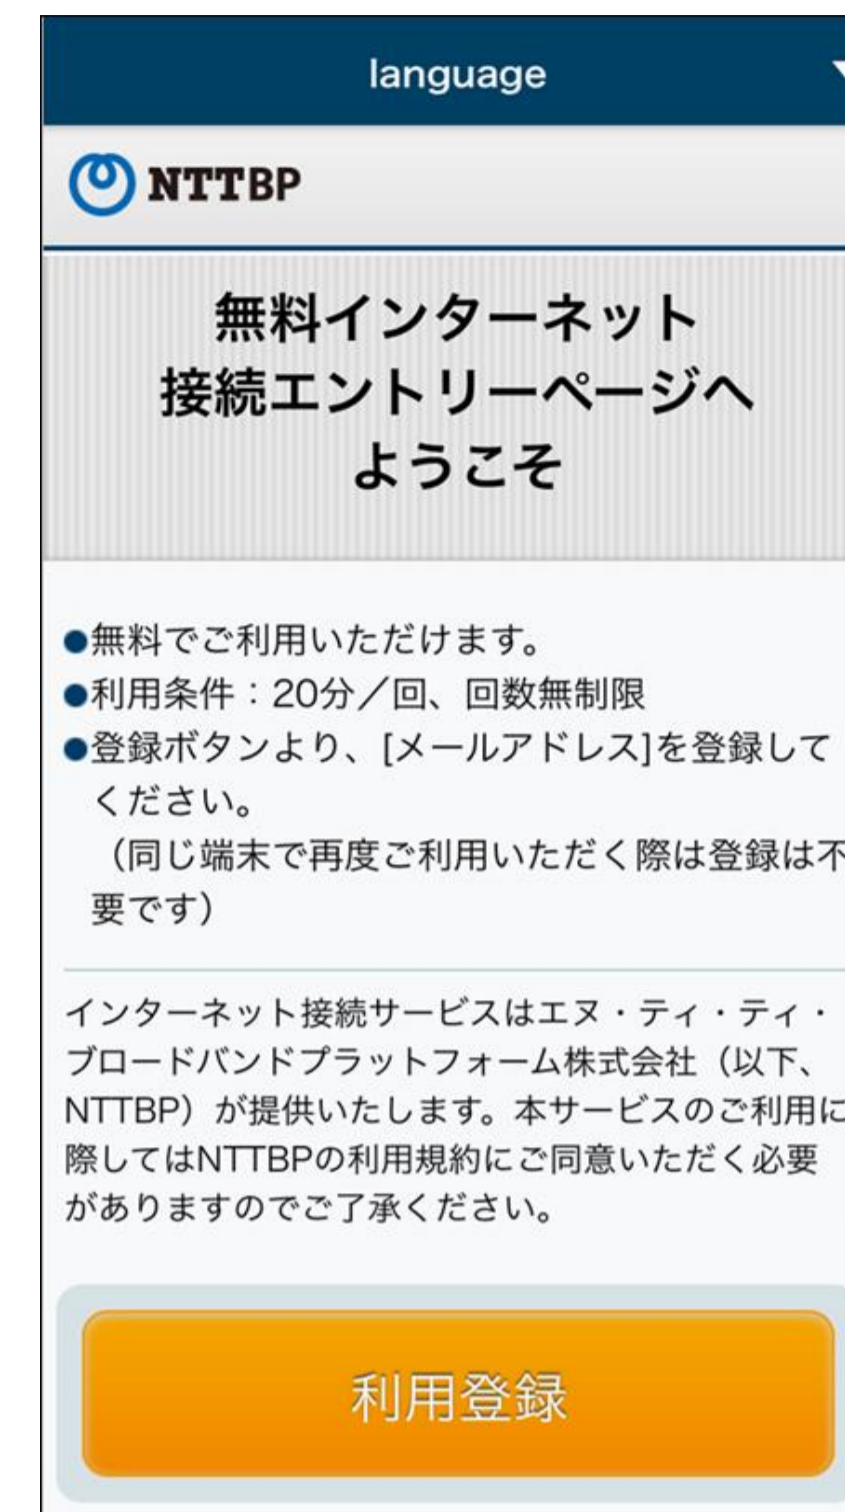 language
NTTBP
無料インターネット
接続エントリーページへ
ようこそ
●無料でご利用いただけます。
●利用条件：20分／回、回数無制限
●登録ボタンより、[メールアドレス]を登録して
ください。
（同じ端末で再度ご利用いただく際は登録は不
要です）
インターネット接続サービスはエヌ・ティ・ティ・
ブロードバンドプラットフォーム株式会社（以下、
NTTBP）が提供いたします。本サービスのご利用に
際してはNTTBPの利用規約にご同意いただく必要
がありますのでご了承ください。
利用登録